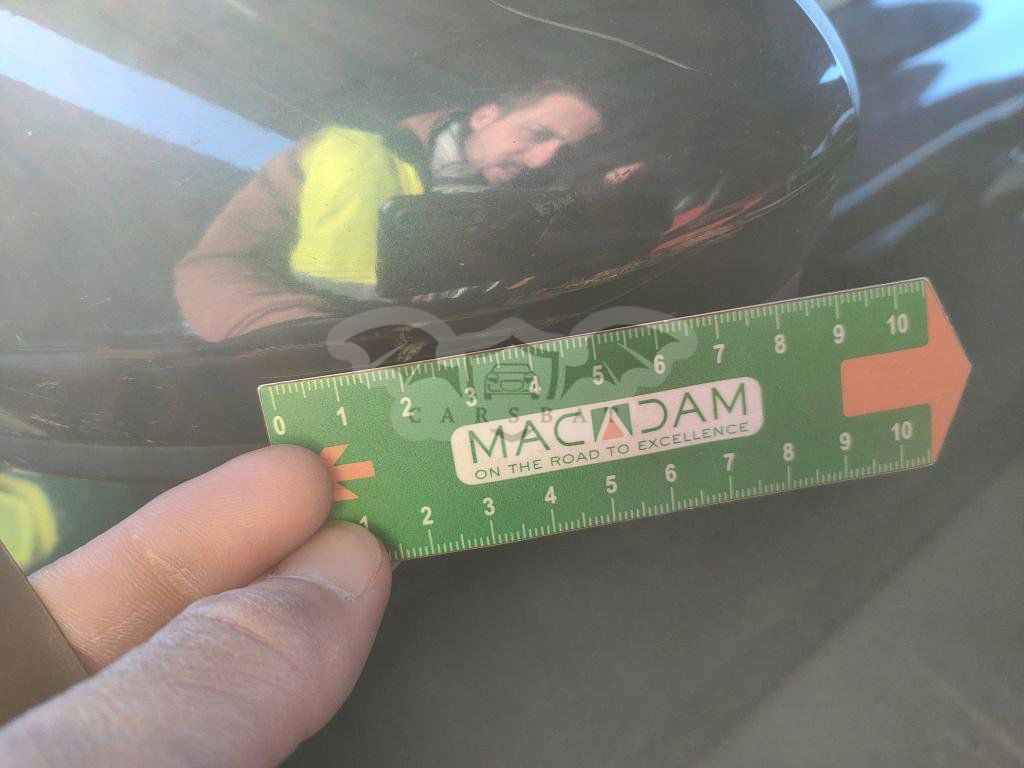 0 1 2 3 4 5 6 7 8 9 10
CARSBA
MACADAM
ON THE ROAD TO EXCELLENCE
1 2 3 4 5 6 7 8 9 10